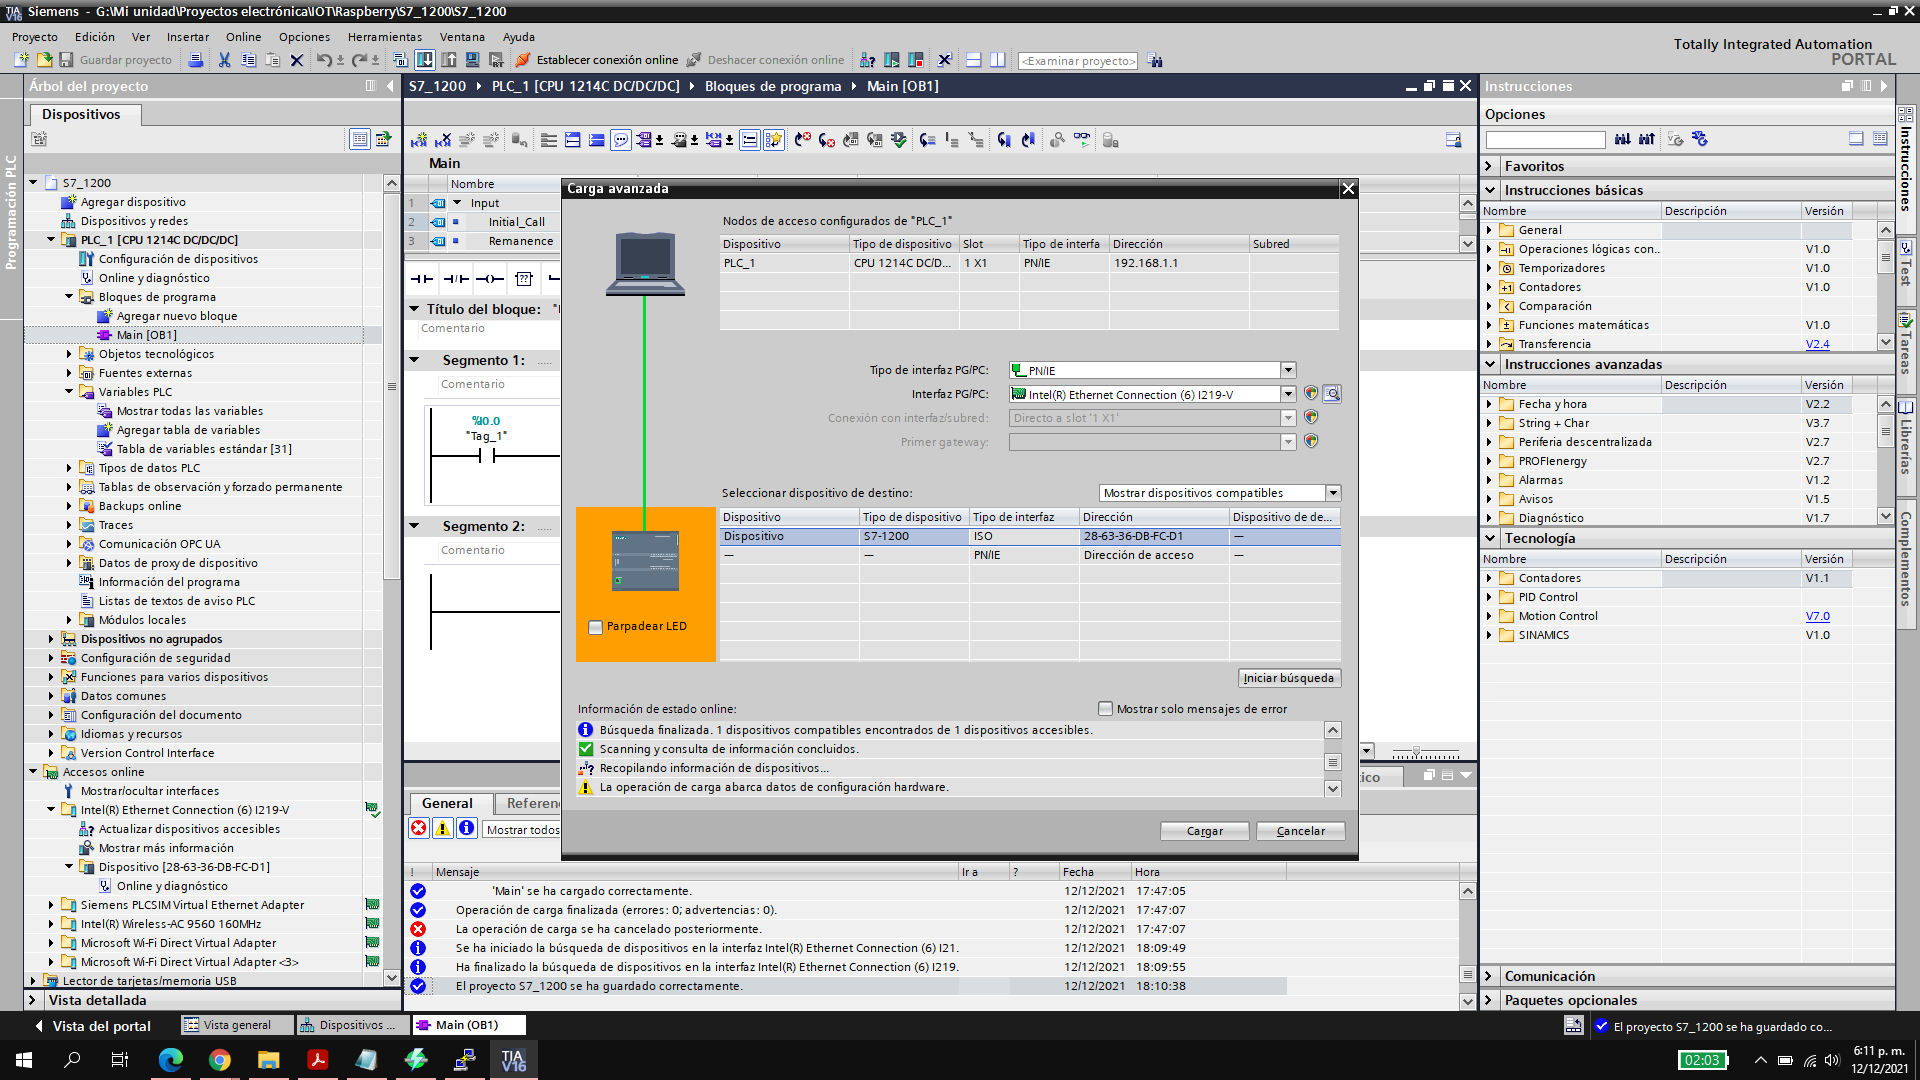 Siemens - G:\Mi unidad\Proyectos electrónica\IOT\Raspberry\S7_1200\S7_1200
Proyecto Edición Ver Insertar Online Opciones Herramientas Ventana Ayuda
Totally Integrated Automation
PORTAL
Guardar proyecto
Establecer conexión online
Deshacer conexión online
<Examinar proyecto>
Árbol del proyecto
Dispositivos
Programación PLC
S7_1200
Agregar dispositivo
Dispositivos y redes
PLC_1 [CPU 1214C DC/DC/DC]
Configuración de dispositivos
Online y diagnóstico
Bloques de programa
Agregar nuevo bloque
Main [OB1]
Objetos tecnológicos
Fuentes externas
Variables PLC
Mostrar todas las variables
Agregar tabla de variables
Tabla de variables estándar [31]
Tipos de datos PLC
Tablas de observación y forzado permanente
Backups online
Traces
Comunicación OPC UA
Datos de proxy de dispositivo
Información del programa
Listas de textos de aviso PLC
Módulos locales
Dispositivos no agrupados
Configuración de seguridad
Funciones para varios dispositivos
Datos comunes
Configuración del documento
Idiomas y recursos
Version Control Interface
Accesos online
Mostrar/ocultar interfaces
Intel(R) Ethernet Connection (6) I219-V
Actualizar dispositivos accesibles
Mostrar más información
Dispositivo [28-63-36-DB-FC-D1]
Online y diagnóstico
Siemens PLCSIM Virtual Ethernet Adapter
Intel(R) Wireless-AC 9560 160MHz
Microsoft Wi-Fi Direct Virtual Adapter
Microsoft Wi-Fi Direct Virtual Adapter <3>
Lector de tarjetas/memoria USB
Vista detallada
S7_1200 PLC_1 [CPU 1214C DC/DC/DC] Bloques de programa Main [OB1]
Main
Nombre
1 Input
2 Initial_Call
3 Remanence
Título del bloque:
Comentario
Segmento 1: .....
Comentario
%I0.0
"Tag_1"
Segmento 2: .....
Comentario
Carga avanzada
Nodos de acceso configurados de "PLC_1"
Dispositivo Tipo de dispositivo Slot Tipo de interfa Dirección Subred
PLC_1 CPU 1214C DC/D... 1 X1 PN/IE 192.168.1.1
Tipo de interfaz PG/PC: PN/IE
Interfaz PG/PC: Intel(R) Ethernet Connection (6) I219-V
Conexión con interfaz/subred: Directo a slot '1 X1'
Primer gateway:
Seleccionar dispositivo de destino: Mostrar dispositivos compatibles
Dispositivo Tipo de dispositivo Tipo de interfaz Dirección Dispositivo de de...
Dispositivo S7-1200 ISO 28-63-36-DB-FC-D1 —
— — PN/IE Dirección de acceso —
Parpadear LED
Iniciar búsqueda
Información de estado online:
Mostrar solo mensajes de error
Búsqueda finalizada. 1 dispositivos compatibles encontrados de 1 dispositivos accesibles.
Scanning y consulta de información concluidos.
Recopilando información de dispositivos...
La operación de carga abarca datos de configuración hardware.
Cargar Cancelar
General
Mostrar todos
! Mensaje Ir a ? Fecha Hora
'Main' se ha cargado correctamente. 12/12/2021 17:47:05
Operación de carga finalizada (errores: 0; advertencias: 0). 12/12/2021 17:47:07
La operación de carga se ha cancelado posteriormente. 12/12/2021 17:47:07
Se ha iniciado la búsqueda de dispositivos en la interfaz Intel(R) Ethernet Connection (6) I21. 12/12/2021 18:09:49
Ha finalizado la búsqueda de dispositivos en la interfaz Intel(R) Ethernet Connection (6) I219. 12/12/2021 18:09:55
El proyecto S7_1200 se ha guardado correctamente. 12/12/2021 18:10:38
Instrucciones
Opciones
Favoritos
Instrucciones básicas
Nombre Descripción Versión
General
Operaciones lógicas con.. V1.0
Temporizadores V1.0
Contadores V1.0
Comparación
Funciones matemáticas V1.0
Transferencia V2.4
Instrucciones avanzadas
Nombre Descripción Versión
Fecha y hora V2.2
String + Char V3.7
Periferia descentralizada V2.7
PROFIenergy V2.7
Alarmas V1.2
Avisos V1.5
Diagnóstico V1.7
Tecnología
Nombre Descripción Versión
Contadores V1.1
PID Control
Motion Control V7.0
SINAMICS V1.0
Comunicación
Paquetes opcionales
Instrucciones
Test
Tareas
Librerías
Complementos
Vista del portal
Vista general
Dispositivos ...
Main (OB1)
El proyecto S7_1200 se ha guardado co...
TIA
V16
02:03
6:11 p. m.
12/12/2021